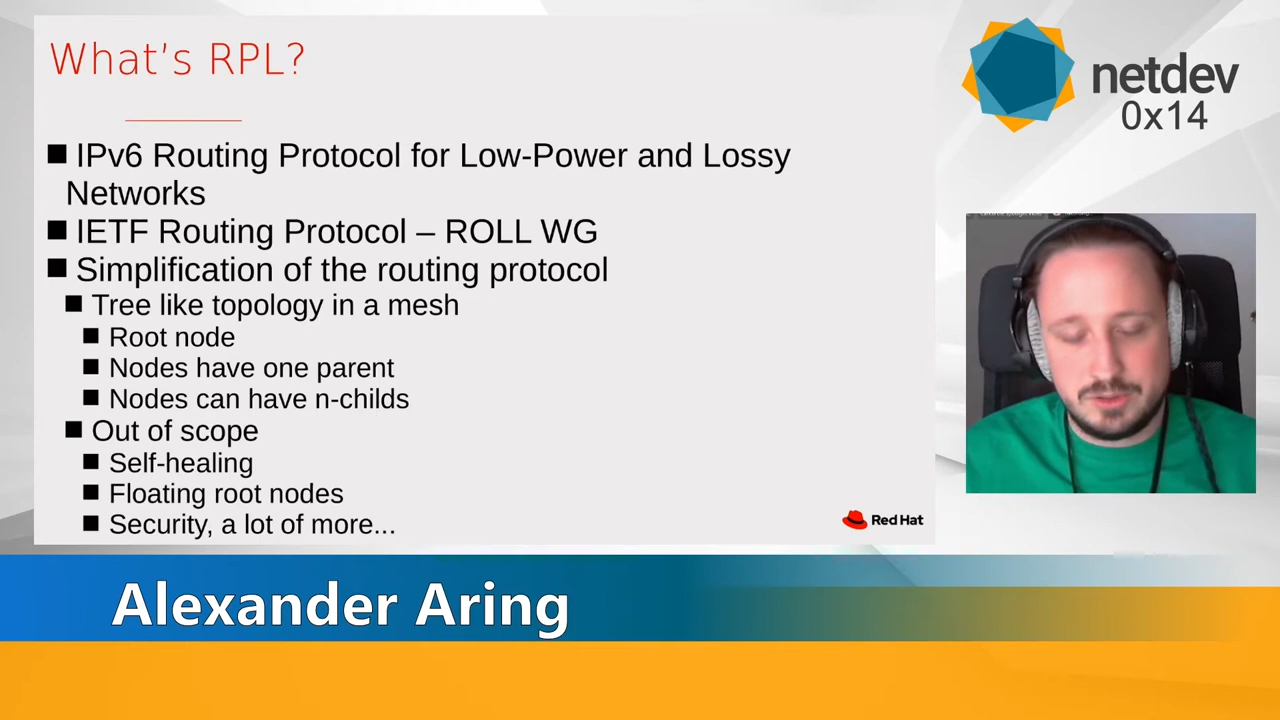 What's RPL?
IPv6 Routing Protocol for Low-Power and Lossy
Networks
IETF Routing Protocol – ROLL WG
Simplification of the routing protocol
Tree like topology in a mesh
Root node
Nodes have one parent
Nodes can have n-childs
Out of scope
Self-healing
Floating root nodes
Security, a lot of more...
Red Hat
netdev
0x14
Alexander Aring